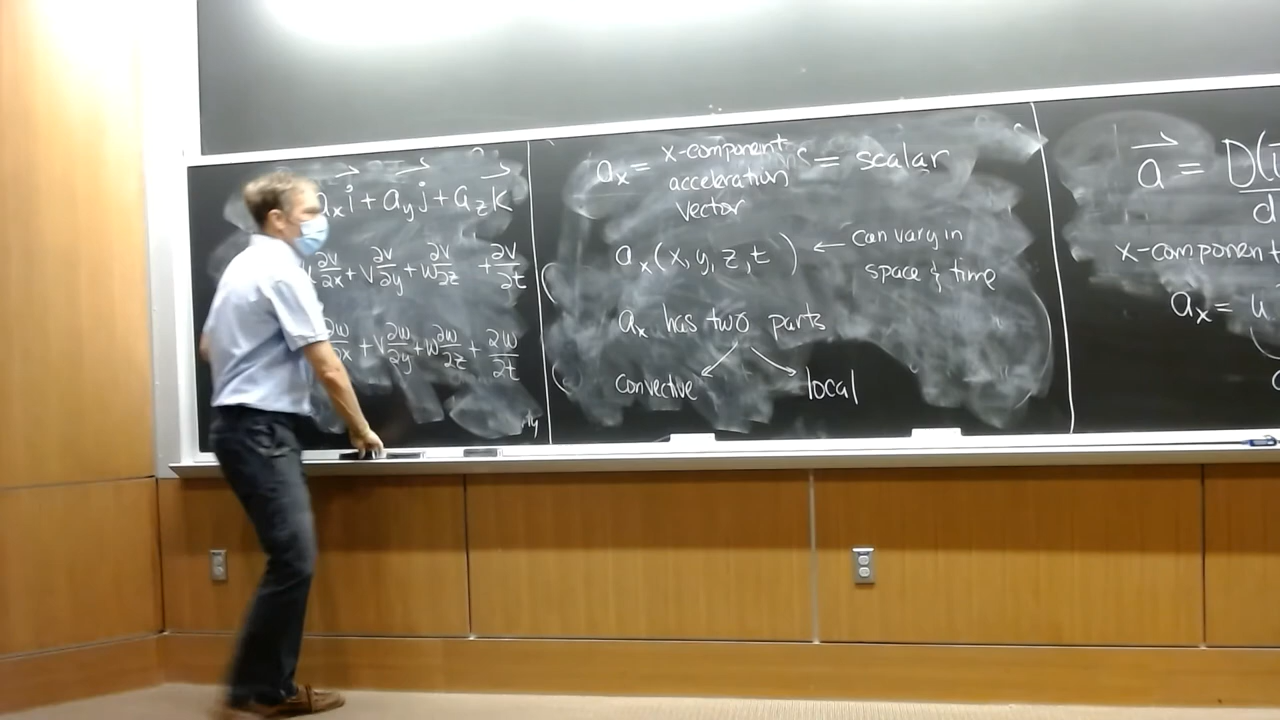 aₓi⃗ + a_y j⃗ + a_z k⃗
∂v/∂x + v ∂v/∂y + w ∂v/∂z + ∂v/∂t
∂w/∂x + v ∂w/∂y + w ∂w/∂z + ∂w/∂t
aₓ = x-component acceleration vector = scalar
aₓ(x, y, z, t) ← can vary in
space & time
aₓ has two parts
convective local
a⃗ = D(
d
x-component
aₓ = u